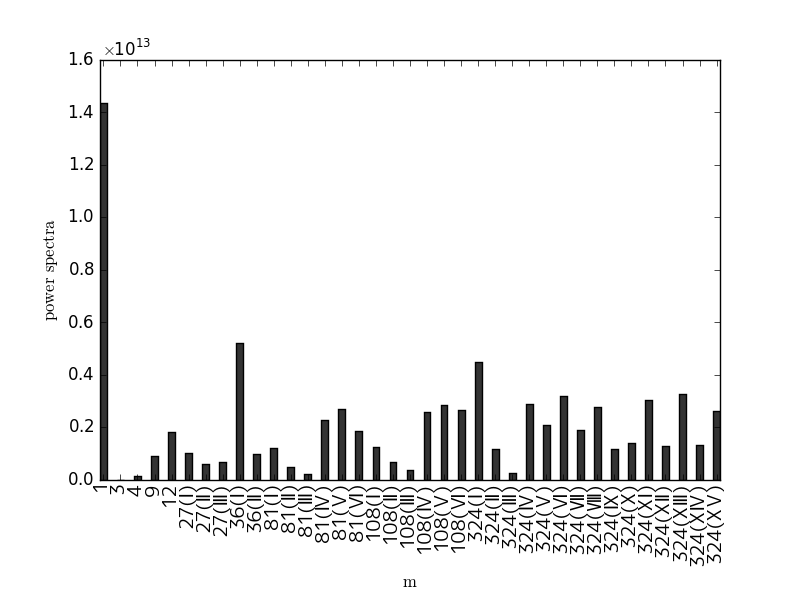 ×10¹³
1.6
1.4
1.2
1.0
0.8
0.6
0.4
0.2
0.0
power spectra
1
3
4
9
12
27(I)
27(II)
27(III)
36(I)
36(II)
81(I)
81(II)
81(III)
81(IV)
81(V)
81(VI)
108(I)
108(II)
108(III)
108(IV)
108(V)
108(VI)
324(I)
324(II)
324(III)
324(IV)
324(V)
324(VI)
324(VII)
324(VIII)
324(IX)
324(X)
324(XI)
324(XII)
324(XIII)
324(XIV)
324(XV)
m